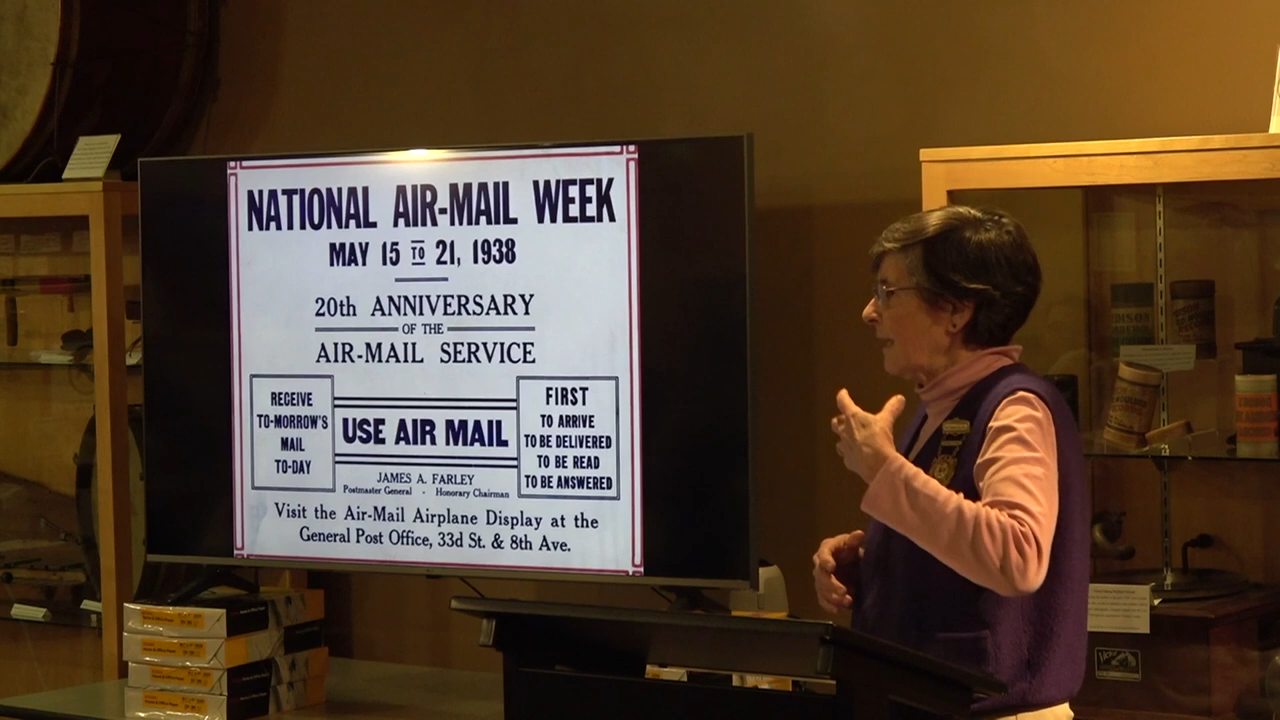 NATIONAL AIR-MAIL WEEK
MAY 15 TO 21, 1938
20th ANNIVERSARY
OF THE
AIR-MAIL SERVICE
RECEIVE
TO-MORROW'S
MAIL
TO-DAY
USE AIR MAIL
FIRST
TO ARRIVE
TO BE DELIVERED
TO BE READ
TO BE ANSWERED
JAMES A. FARLEY
Postmaster General - Honorary Chairman
Visit the Air-Mail Airplane Display at the
General Post Office, 33d St. & 8th Ave.